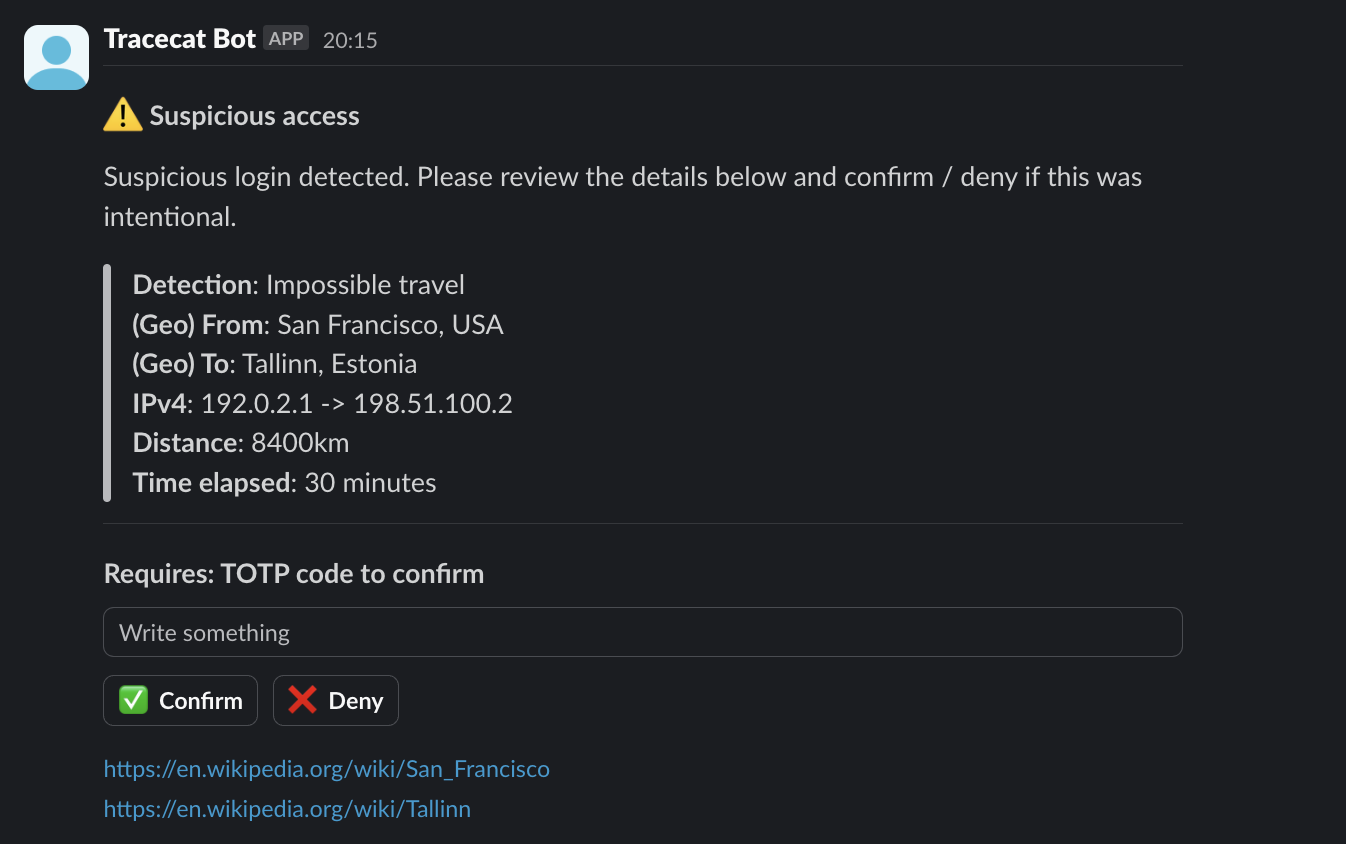 Tracecat Bot APP 20:15
⚠️ Suspicious access
Suspicious login detected. Please review the details below and confirm / deny if this was
intentional.
Detection: Impossible travel
(Geo) From: San Francisco, USA
(Geo) To: Tallinn, Estonia
IPv4: 192.0.2.1 -> 198.51.100.2
Distance: 8400km
Time elapsed: 30 minutes
Requires: TOTP code to confirm
Write something
✅ Confirm ❌ Deny
https://en.wikipedia.org/wiki/San_Francisco
https://en.wikipedia.org/wiki/Tallinn